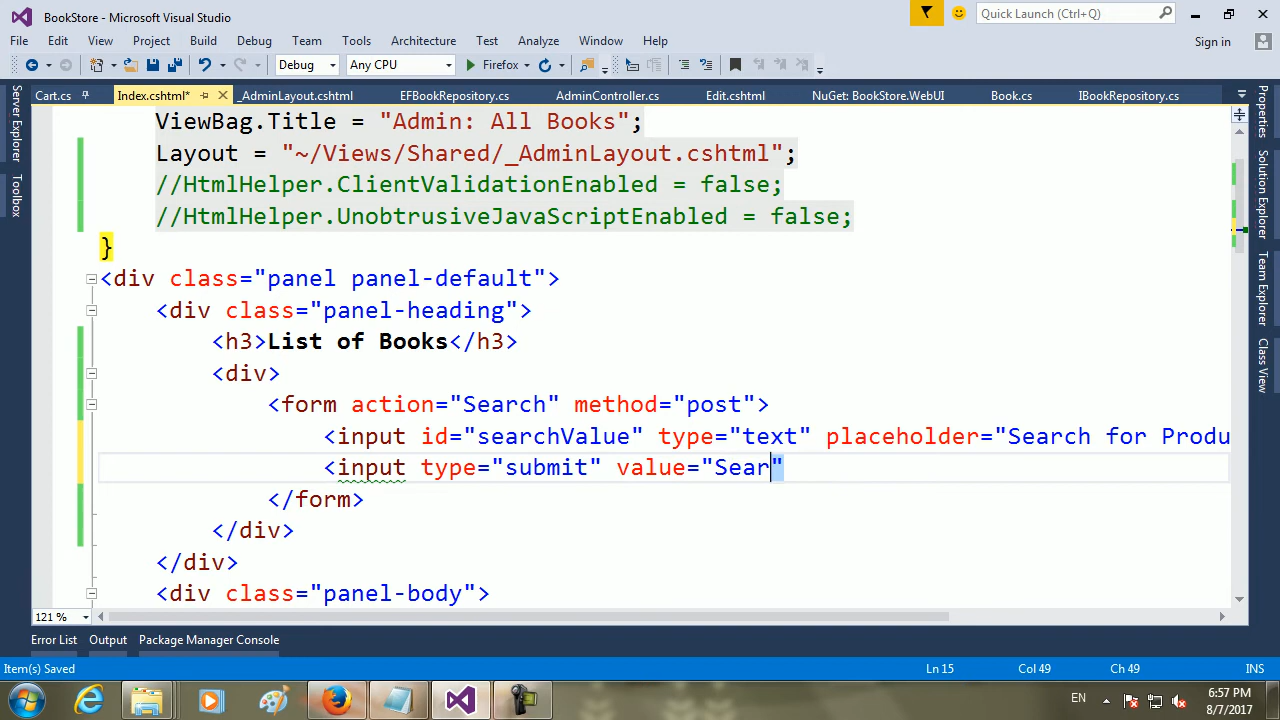 BookStore - Microsoft Visual Studio
Quick Launch (Ctrl+Q)
File Edit View Project Build Debug Team Tools Architecture Test Analyze Window Help
Sign in
Debug Any CPU Firefox
Cart.cs Index.cshtml* _AdminLayout.cshtml EFBookRepository.cs AdminController.cs Edit.cshtml NuGet: BookStore.WebUI Book.cs IBookRepository.cs
Server Explorer
Toolbox
Properties
Solution Explorer
Team Explorer
Class View
ViewBag.Title = "Admin: All Books";
Layout = "~/Views/Shared/_AdminLayout.cshtml";
//HtmlHelper.ClientValidationEnabled = false;
//HtmlHelper.UnobtrusiveJavaScriptEnabled = false;
}
<div class="panel panel-default">
<div class="panel-heading">
<h3>List of Books</h3>
<div>
<form action="Search" method="post">
<input id="searchValue" type="text" placeholder="Search for Produ
<input type="submit" value="Sear"
</form>
</div>
</div>
<div class="panel-body">
121 %
Error List Output Package Manager Console
Item(s) Saved Ln 15 Col 49 Ch 49 INS
EN
6:57 PM
8/7/2017